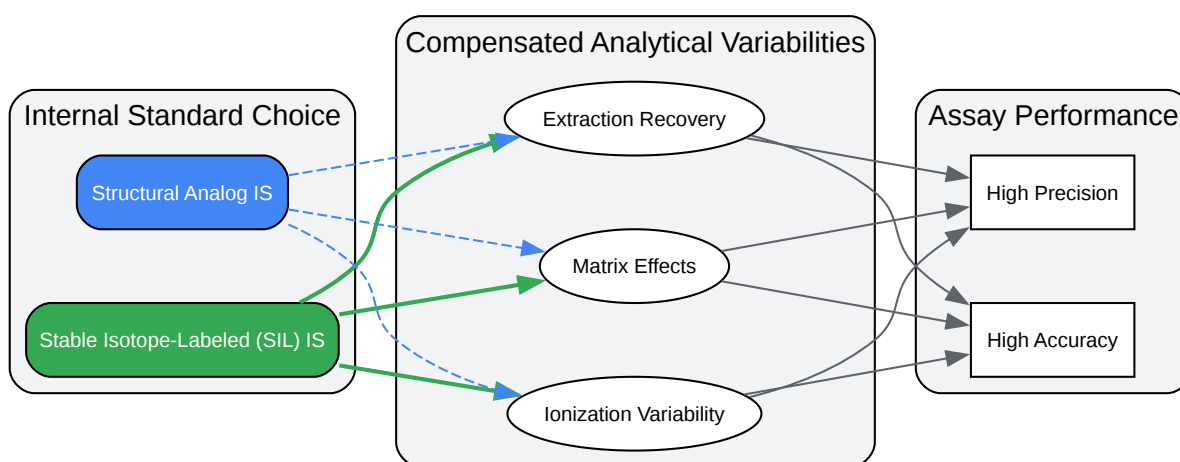 Internal Standard Choice
Structural Analog IS
Stable Isotope-Labeled (SIL) IS
Compensated Analytical Variabilities
Extraction Recovery
Matrix Effects
Ionization Variability
Assay Performance
High Precision
High Accuracy